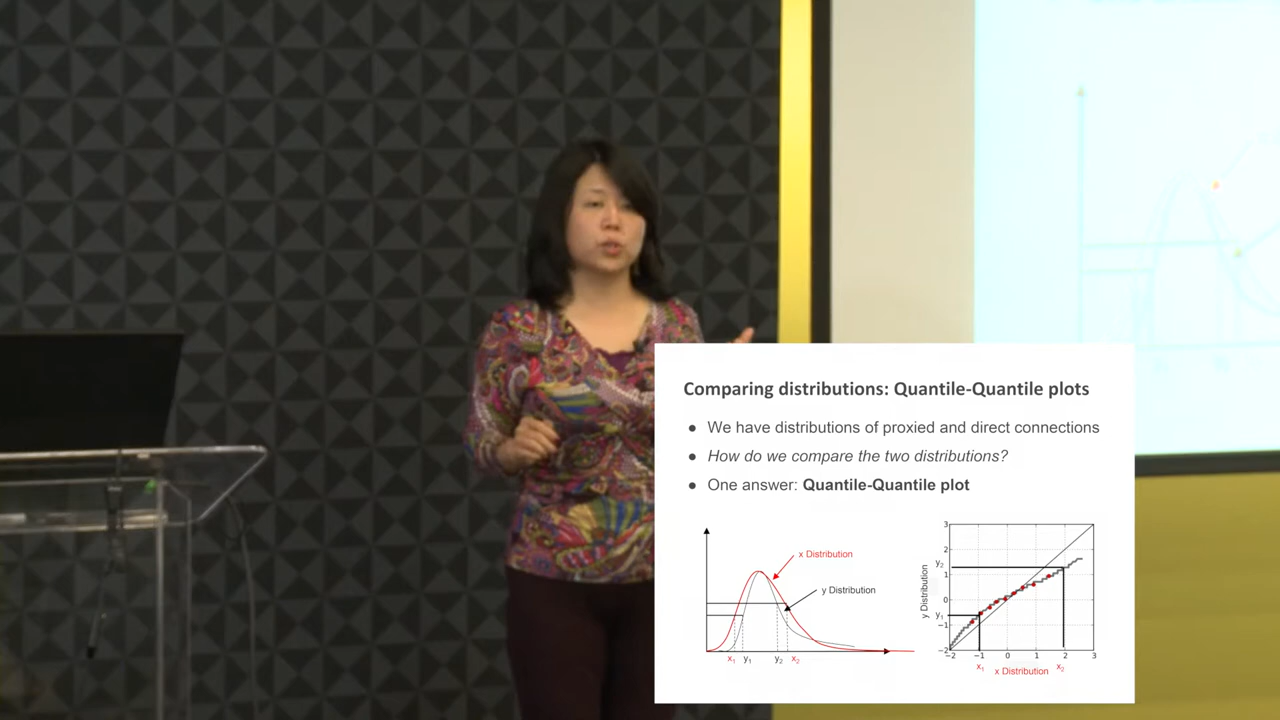 Comparing distributions: Quantile-Quantile plots
● We have distributions of proxied and direct connections
● How do we compare the two distributions?
● One answer: Quantile-Quantile plot
x Distribution
y Distribution
x1 y1 y2 x2
3
2
y2
1
0
y1
−1
−2
y Distribution
−2 −1 0 1 2 3
x1 x2
x Distribution